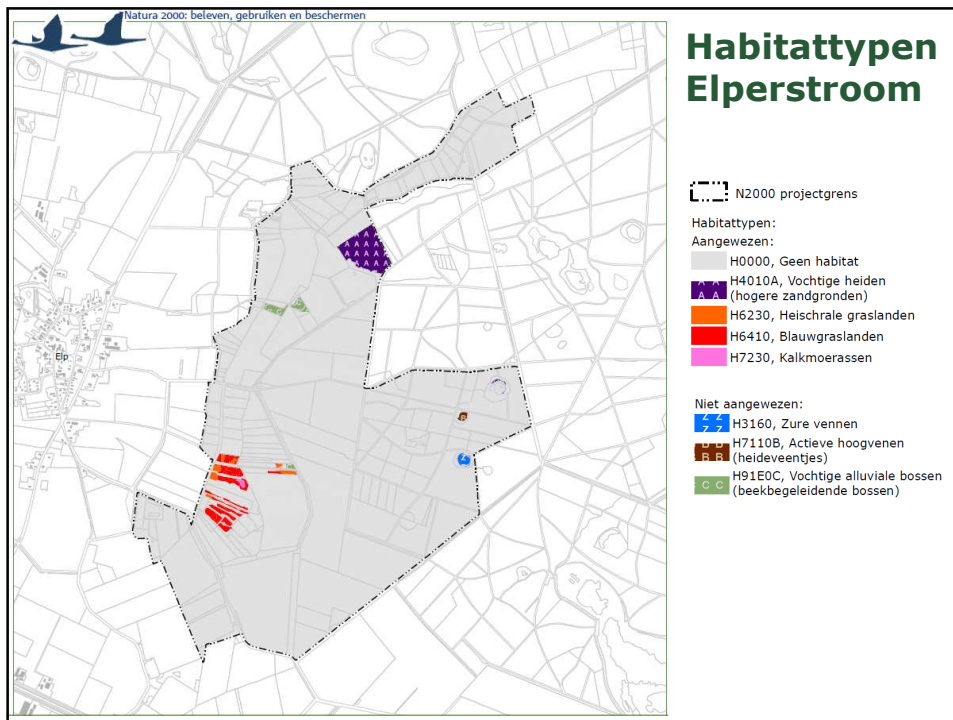 Natura 2000: beleven, gebruiken en beschermen
Habitattypen
Elperstroom
N2000 projectgrens
Habitattypen:
Aangewezen:
H0000, Geen habitat
A A
A A
H4010A, Vochtige heiden
(hogere zandgronden)
H6230, Heischrale graslanden
H6410, Blauwgraslanden
H7230, Kalkmoerassen
Niet aangewezen:
Z Z
Z Z
H3160, Zure vennen
B B
B B
H7110B, Actieve hoogvenen
(heideveentjes)
C C
H91E0C, Vochtige alluviale bossen
(beekbegeleidende bossen)
Elp